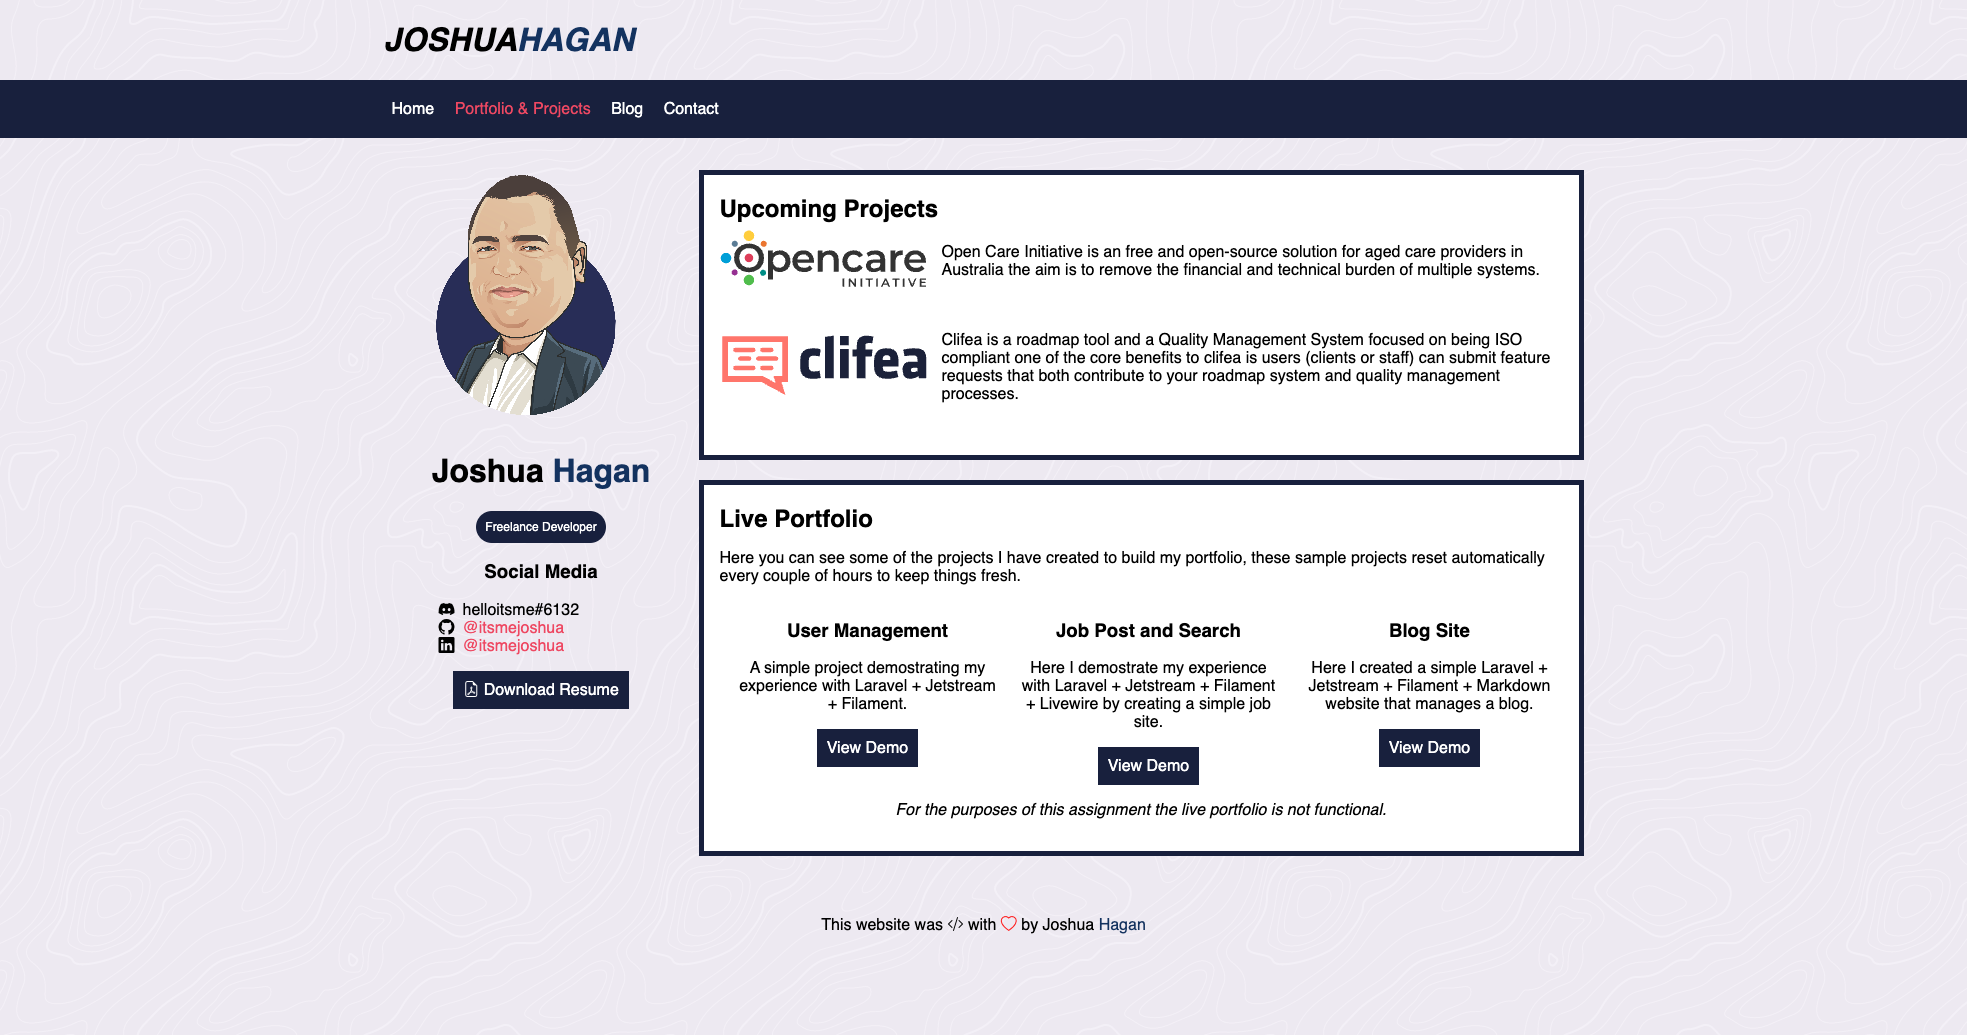 JOSHUAHAGAN
Home Portfolio & Projects Blog Contact
Joshua Hagan
Freelance Developer
Social Media
helloitsme#6132
@itsmejoshua
@itsmejoshua
Download Resume
Upcoming Projects
Opencare
INITIATIVE
Open Care Initiative is an free and open-source solution for aged care providers in
Australia the aim is to remove the financial and technical burden of multiple systems.
clifea
Clifea is a roadmap tool and a Quality Management System focused on being ISO
compliant one of the core benefits to clifea is users (clients or staff) can submit feature
requests that both contribute to your roadmap system and quality management
processes.
Live Portfolio
Here you can see some of the projects I have created to build my portfolio, these sample projects reset automatically
every couple of hours to keep things fresh.
User Management
A simple project demostrating my
experience with Laravel + Jetstream
+ Filament.
View Demo
Job Post and Search
Here I demostrate my experience
with Laravel + Jetstream + Filament
+ Livewire by creating a simple job
site.
View Demo
Blog Site
Here I created a simple Laravel +
Jetstream + Filament + Markdown
website that manages a blog.
View Demo
For the purposes of this assignment the live portfolio is not functional.
This website was </> with by Joshua Hagan